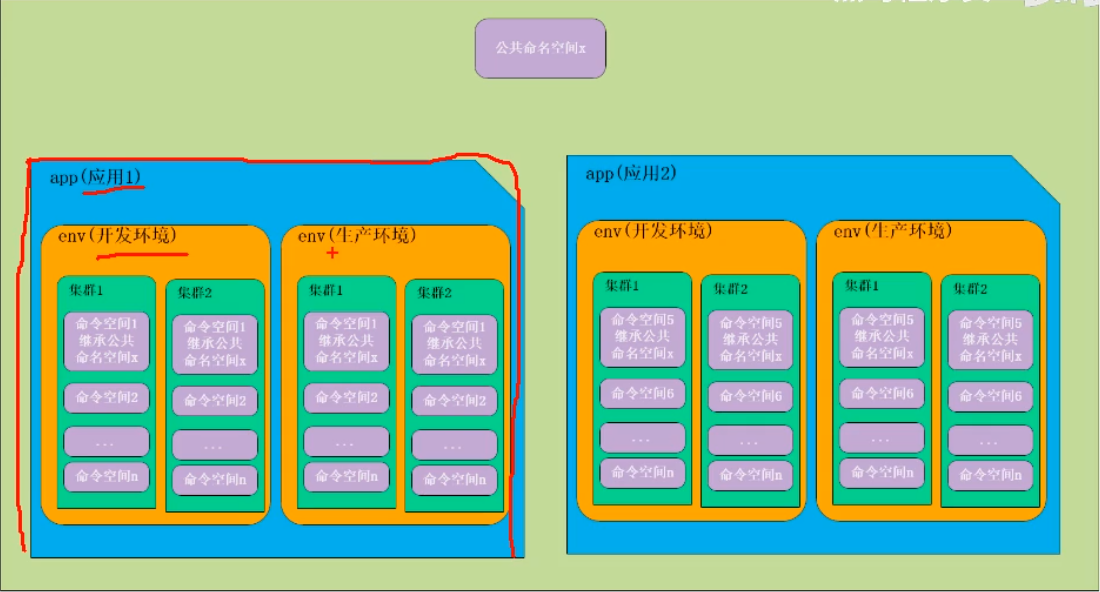 公共命名空间x
app(应用1)
env(开发环境)
集群1
命令空间1
继承公共
命名空间x
命令空间2
...
命令空间n
集群2
命令空间1
继承公共
命名空间x
命令空间2
...
命令空间n
env(生产环境)
集群1
命令空间1
继承公共
命名空间x
命令空间2
...
命令空间n
集群2
命令空间1
继承公共
命名空间x
命令空间2
...
命令空间n
app(应用2)
env(开发环境)
集群1
命令空间5
继承公共
命名空间x
命令空间6
...
命令空间n
集群2
命令空间5
继承公共
命名空间x
命令空间6
...
命令空间n
env(生产环境)
集群1
命令空间5
继承公共
命名空间x
命令空间6
...
命令空间n
集群2
命令空间5
继承公共
命名空间x
命令空间6
...
命令空间n